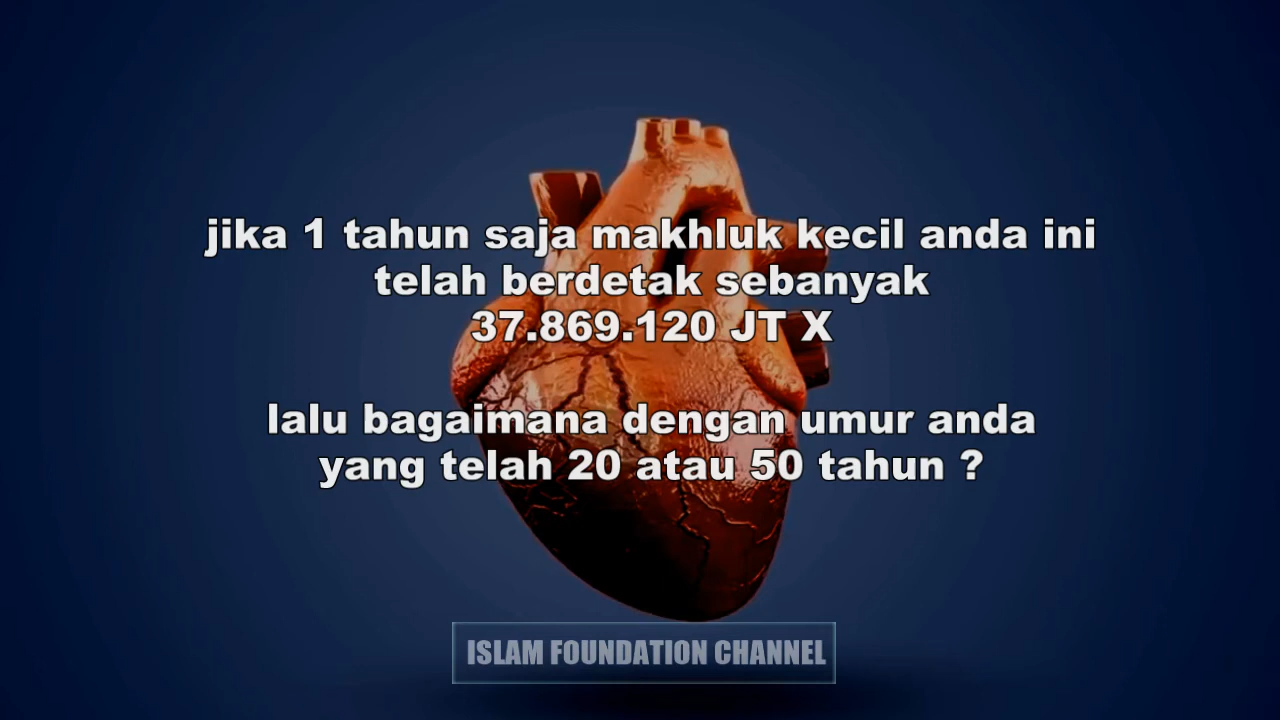 jika 1 tahun saja makhluk kecil anda ini
telah berdetak sebanyak
37.869.120 JT X
lalu bagaimana dengan umur anda
yang telah 20 atau 50 tahun ?
ISLAM FOUNDATION CHANNEL